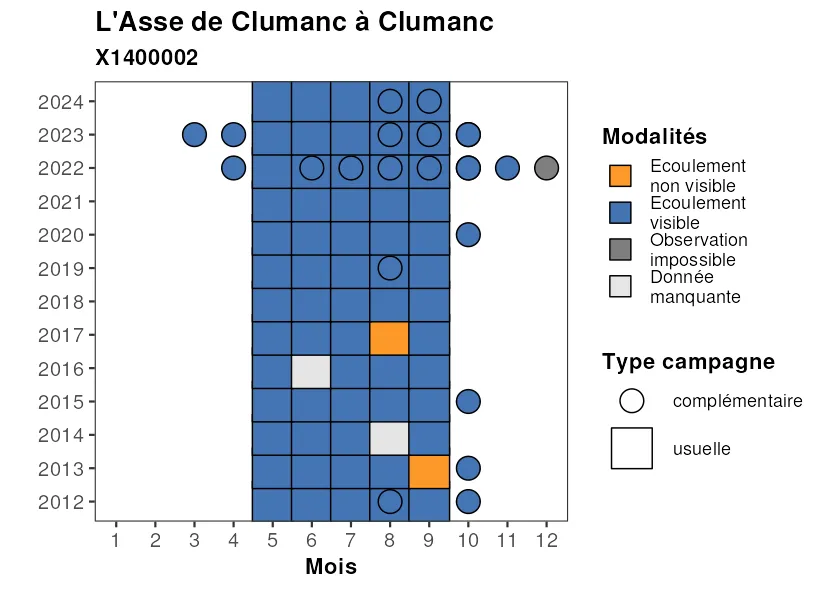 L'Asse de Clumanc à Clumanc
X1400002
2024
2023
2022
2021
2020
2019
2018
2017
2016
2015
2014
2013
2012
1 2 3 4 5 6 7 8 9 10 11 12
Mois
Modalités
Ecoulement
non visible
Ecoulement
visible
Observation
impossible
Donnée
manquante
Type campagne
complémentaire
usuelle